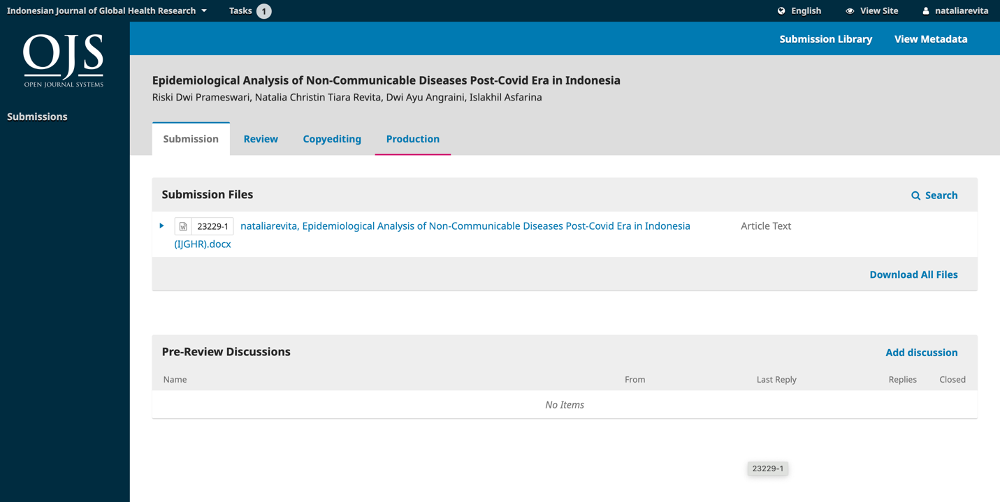 Indonesian Journal of Global Health Research Tasks 1 English View Site nataliarevita
OJS
OPEN JOURNAL SYSTEMS
Submission Library View Metadata
Submissions
Epidemiological Analysis of Non-Communicable Diseases Post-Covid Era in Indonesia
Riski Dwi Prameswari, Natalia Christin Tiara Revita, Dwi Ayu Angraini, Islakhil Asfarina
Submission Review Copyediting Production
Submission Files Search
W 23229-1 nataliarevita, Epidemiological Analysis of Non-Communicable Diseases Post-Covid Era in Indonesia Article Text
(IJGHR).docx
Download All Files
Pre-Review Discussions Add discussion
Name From Last Reply Replies Closed
No Items
23229-1